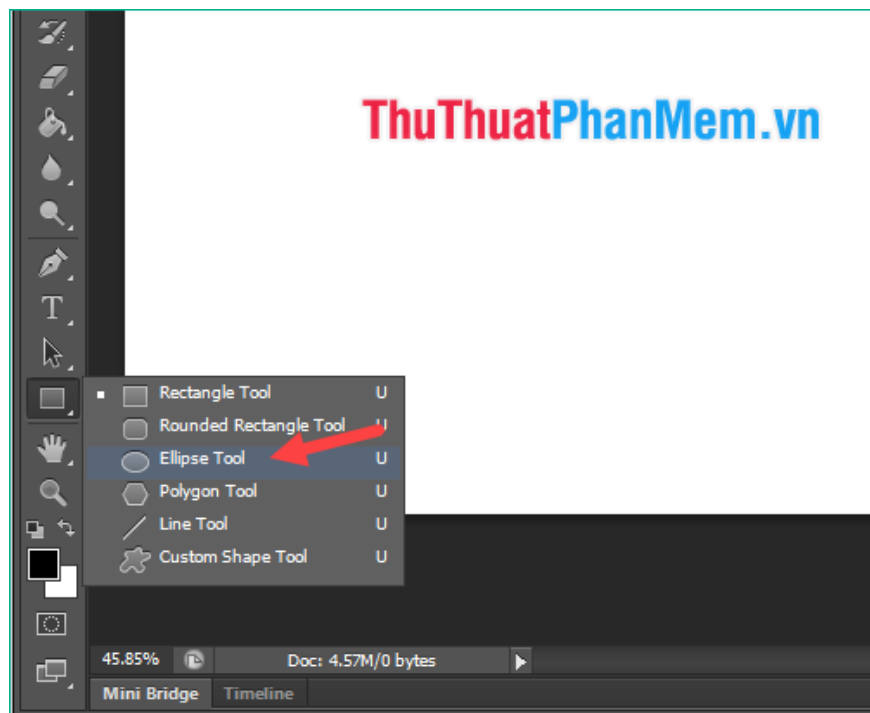 ThuThuatPhanMem.vn
T
Rectangle Tool U
Rounded Rectangle Tool U
Ellipse Tool U
Polygon Tool U
Line Tool U
Custom Shape Tool U
45.85% Doc: 4.57M/0 bytes
Mini Bridge Timeline